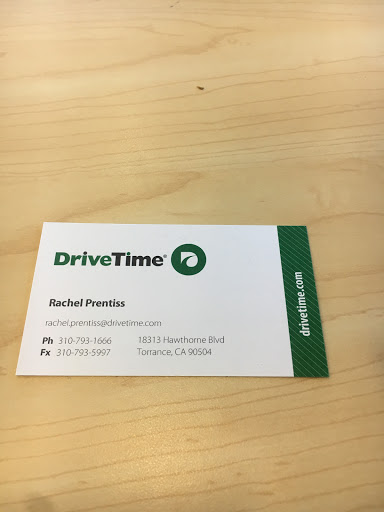 DriveTime®
Rachel Prentiss
rachel.prentiss@drivetime.com
Ph 310-793-1666 18313 Hawthorne Blvd
Fx 310-793-5997 Torrance, CA 90504
drivetime.com